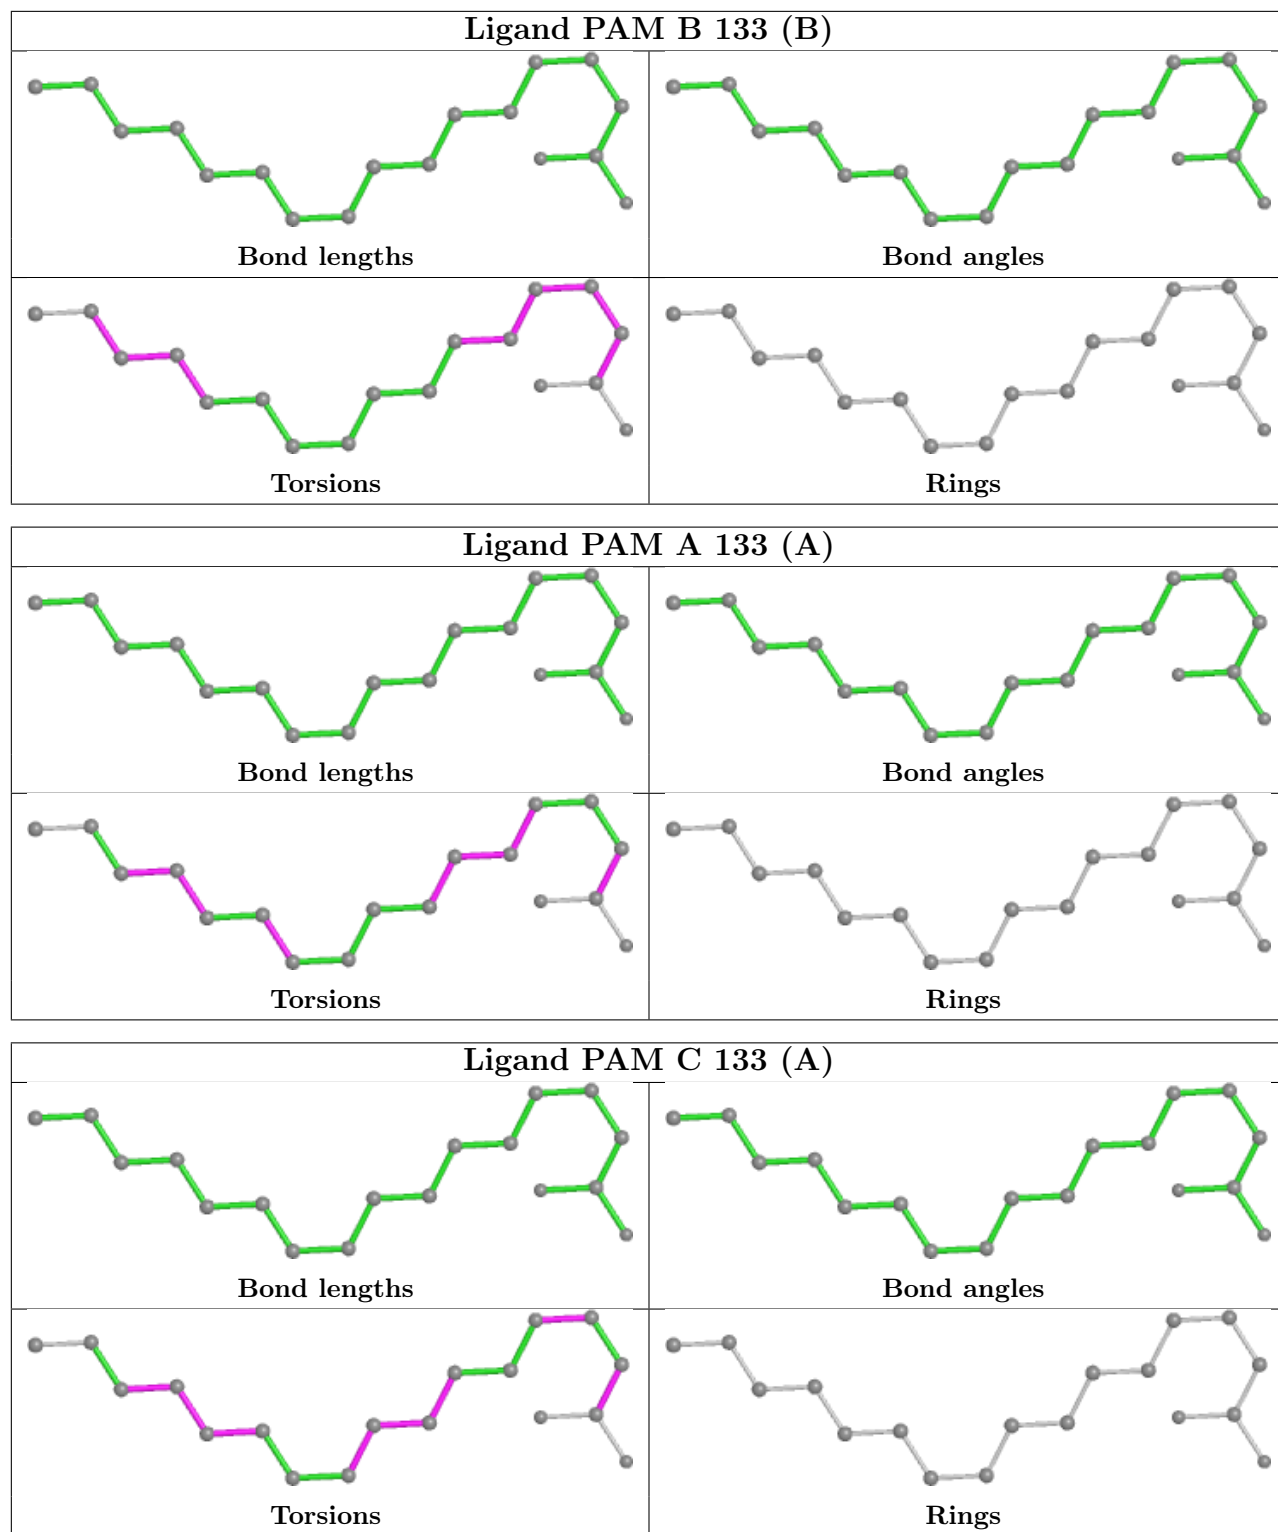 Ligand PAM B 133 (B)
Bond lengths
Bond angles
Torsions
Rings
Ligand PAM A 133 (A)
Bond lengths
Bond angles
Torsions
Rings
Ligand PAM C 133 (A)
Bond lengths
Bond angles
Torsions
Rings